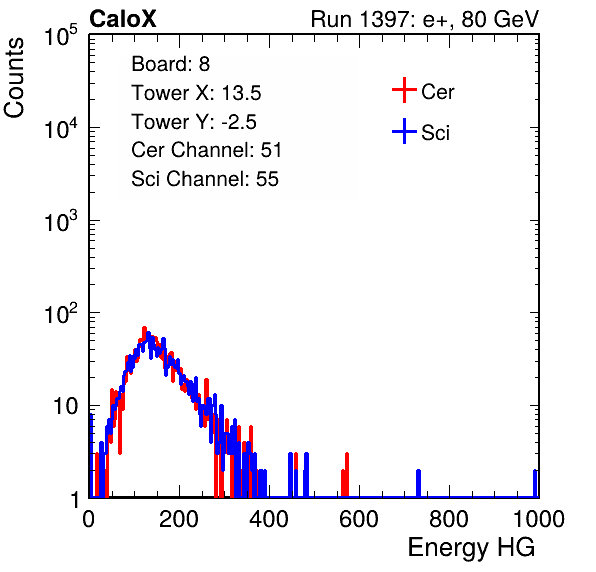 CaloX Run 1397: e+, 80 GeV
Counts
Board: 8
Tower X: 13.5
Tower Y: -2.5
Cer Channel: 51
Sci Channel: 55
Cer
Sci
10^5
10^4
10^3
10^2
10
1
0 200 400 600 800 1000
Energy HG